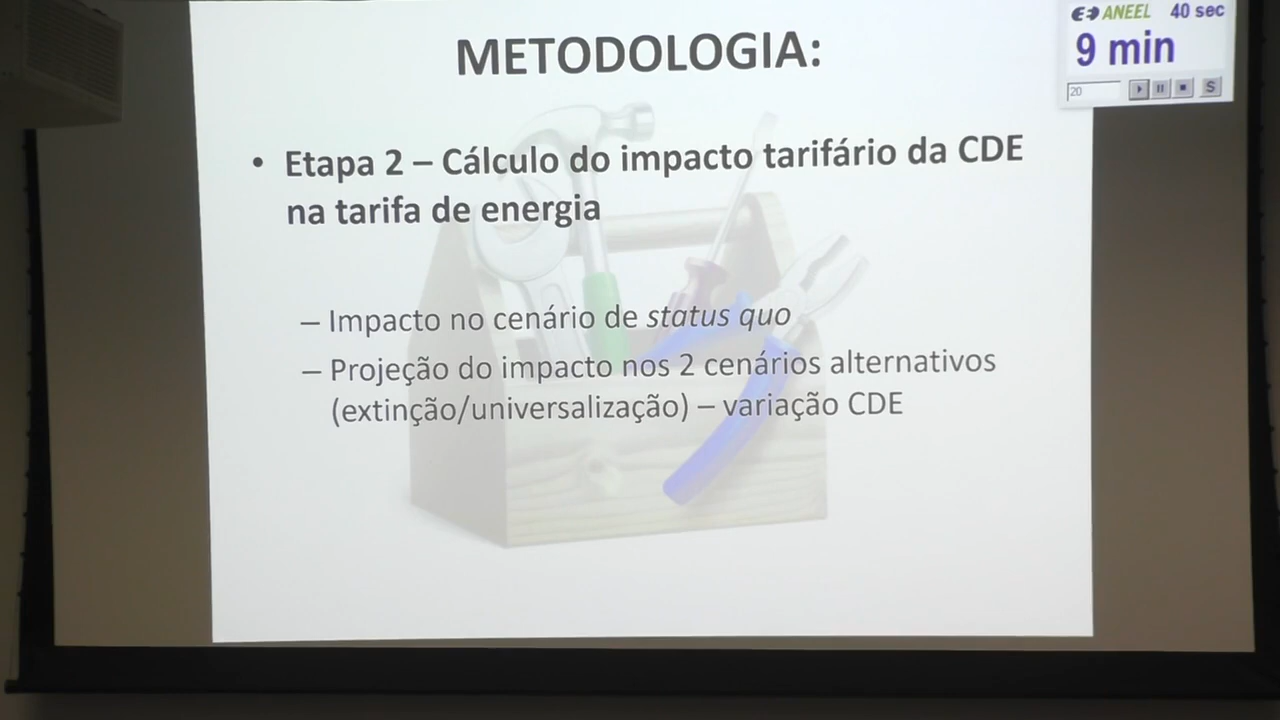 METODOLOGIA:
ANEEL 40 sec
9 min
20
S
• Etapa 2 – Cálculo do impacto tarifário da CDE
na tarifa de energia
– Impacto no cenário de status quo
– Projeção do impacto nos 2 cenários alternativos
(extinção/universalização) – variação CDE